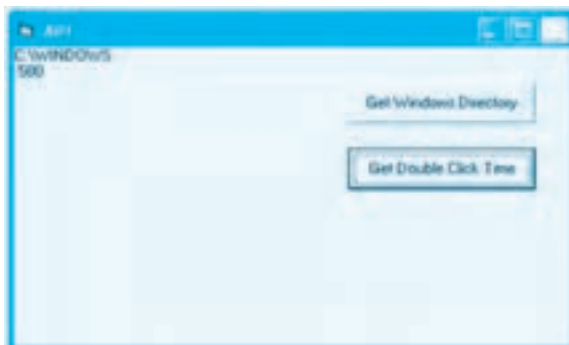 API
C:\WINDOWS
500
Get Windows Directory
Get Double Click Time